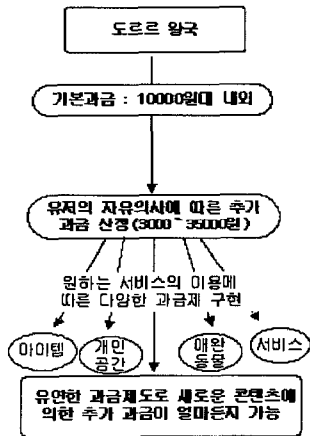 도르르 왕국
기본과금 : 10000원대 내외
유저의 자유의사에 따른 추가
과금 산정(3000~35000원)
원하는 서비스의 이용에
따른 다양한 과금제 구현
아이템
개인
공간
애완
동물
서비스
유연한 과금제도로 새로운 콘텐츠에
의한 추가 과금이 얼마든지 가능